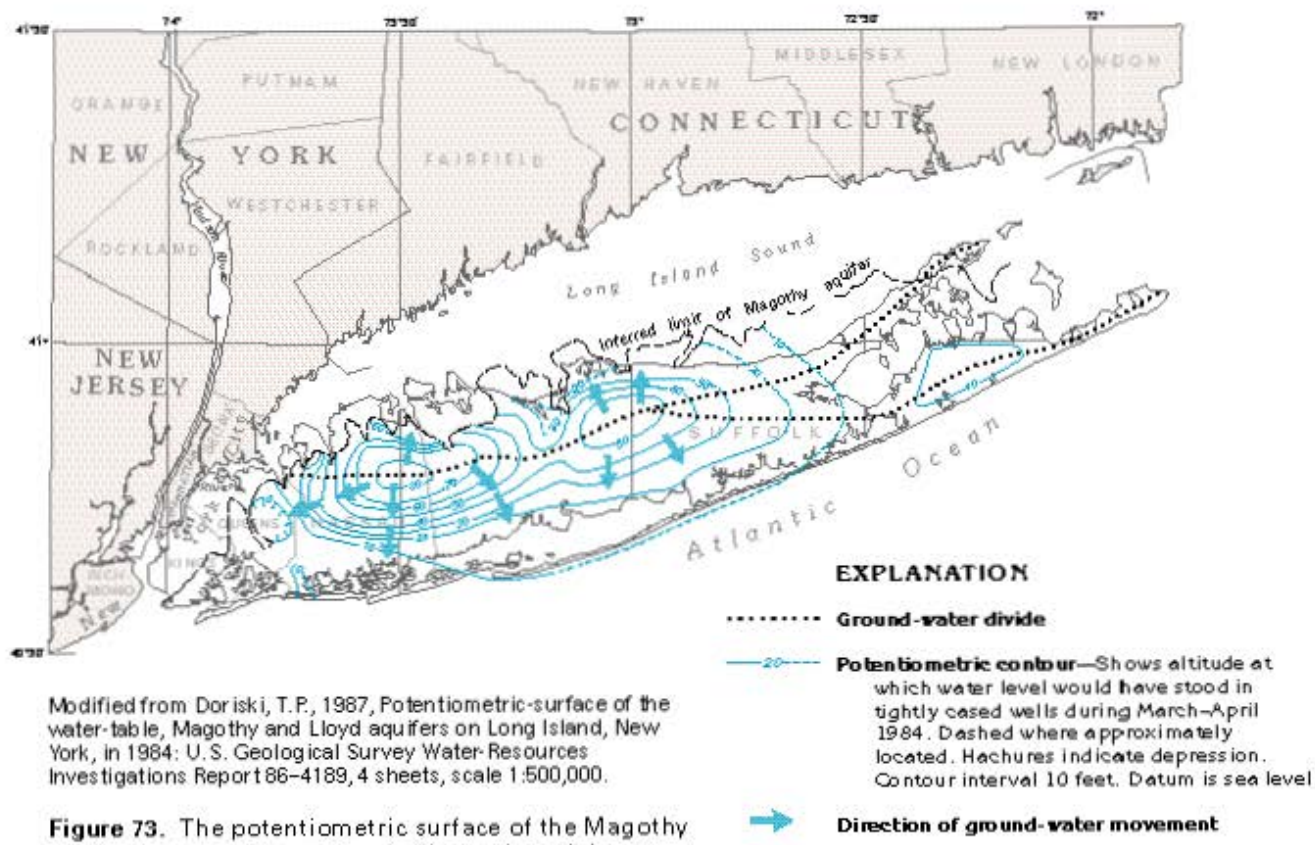 74°
73°30'
73°
72°30'
72°
41°30'
ORANGE
PUTNAM
NEW HAVEN
MIDDLESEX
NEW LONDON
NEW YORK
CONNECTICUT
FAIRFIELD
WESTCHESTER
ROCKLAND
Hudson River
Long Island Sound
Inferred limit of Magothy aquifer
41°
NEW
JERSEY
SUFFOLK
QUEENS
KINGS
RICHMOND
New
Atlantic Ocean
40°30'
EXPLANATION
Ground-water divide
20
Potentiometric contour—Shows altitude at
which water level would have stood in
tightly cased wells during March–April
1984. Dashed where approximately
located. Hachures indicate depression.
Contour interval 10 feet. Datum is sea level
Direction of ground-water movement
Modified from Doriski, T.P., 1987, Potentiometric-surface of the
water-table, Magothy and Lloyd aquifers on Long Island, New
York, in 1984: U.S. Geological Survey Water-Resources
Investigations Report 86–4189, 4 sheets, scale 1:500,000.
Figure 73. The potentiometric surface of the Magothy